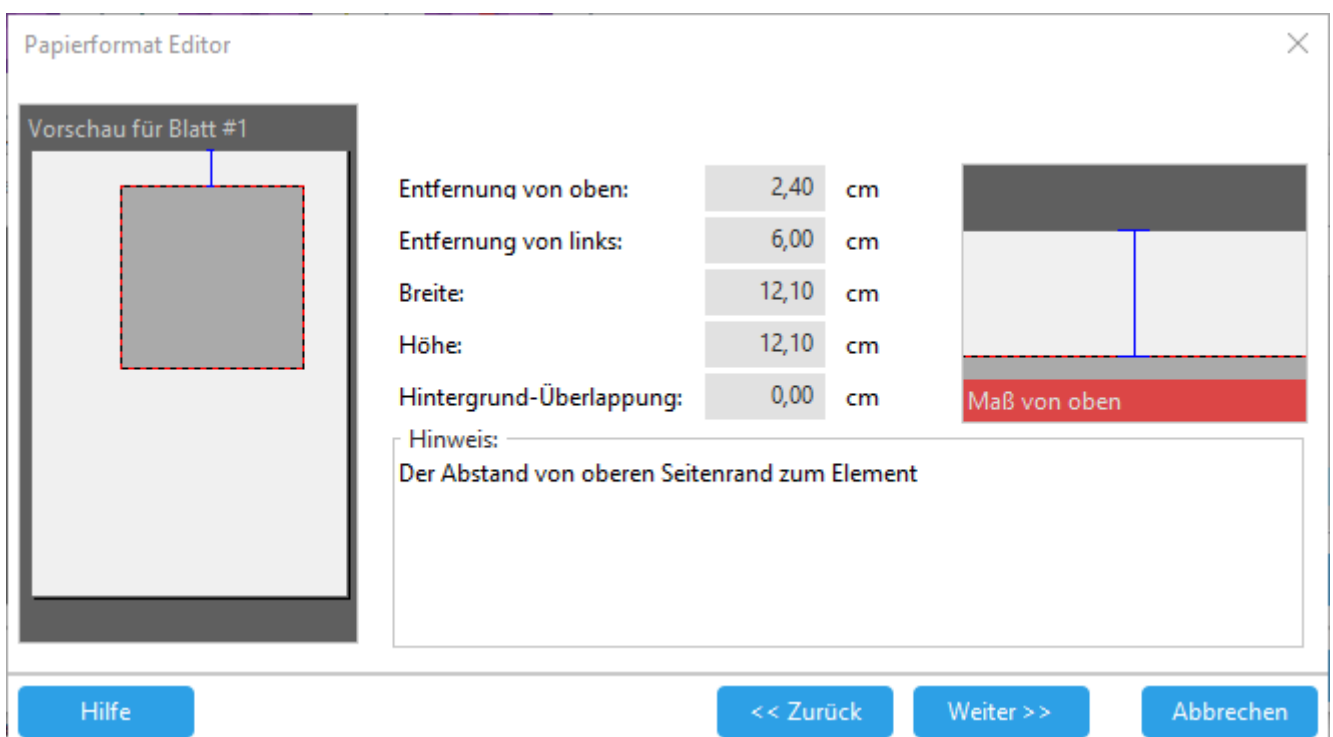 Papierformat Editor
Vorschau für Blatt #1
Entfernung von oben: 2,40 cm
Entfernung von links: 6,00 cm
Breite: 12,10 cm
Höhe: 12,10 cm
Hintergrund-Überlappung: 0,00 cm
Maß von oben
Hinweis:
Der Abstand von oberen Seitenrand zum Element
Hilfe << Zurück Weiter >> Abbrechen